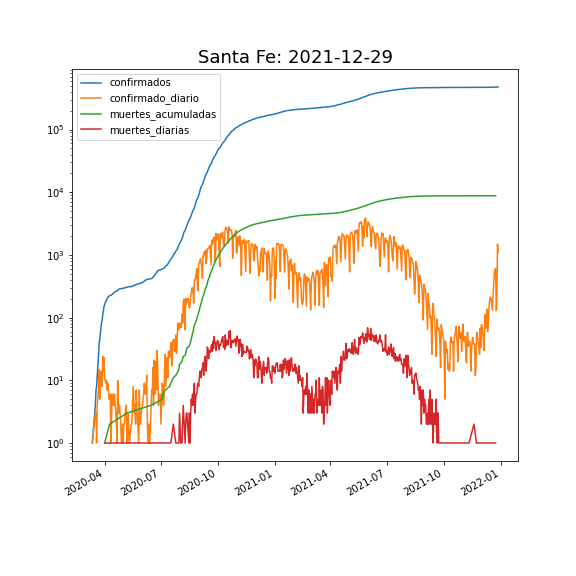 Santa Fe: 2021-12-29
confirmados
confirmado_diario
muertes_acumuladas
muertes_diarias
10^5
10^4
10^3
10^2
10^1
10^0
2020-04
2020-07
2020-10
2021-01
2021-04
2021-07
2021-10
2022-01